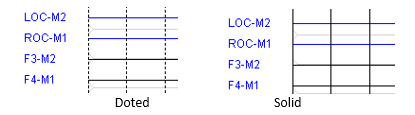 LOC-M2
ROC-M1
F3-M2
F4-M1
Doted
LOC-M2
ROC-M1
F3-M2
F4-M1
Solid